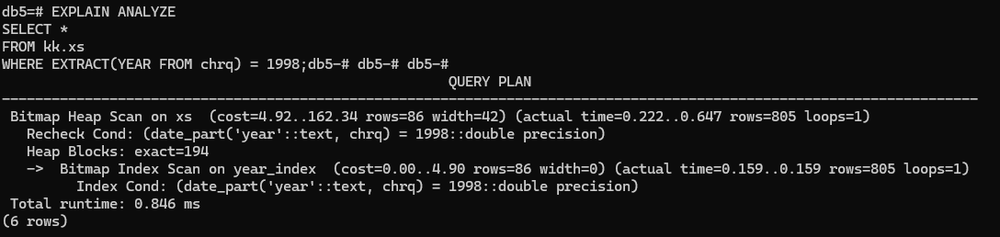 db5=# EXPLAIN ANALYZE
SELECT *
FROM kk.xs
WHERE EXTRACT(YEAR FROM chrq) = 1998;db5-# db5-# db5-#
QUERY PLAN
------------------------------------------------------------------------------------------------------------------------
Bitmap Heap Scan on xs  (cost=4.92..162.34 rows=86 width=42) (actual time=0.222..0.647 rows=805 loops=1)
Recheck Cond: (date_part('year'::text, chrq) = 1998::double precision)
Heap Blocks: exact=194
->  Bitmap Index Scan on year_index  (cost=0.00..4.90 rows=86 width=0) (actual time=0.159..0.159 rows=805 loops=1)
Index Cond: (date_part('year'::text, chrq) = 1998::double precision)
Total runtime: 0.846 ms
(6 rows)